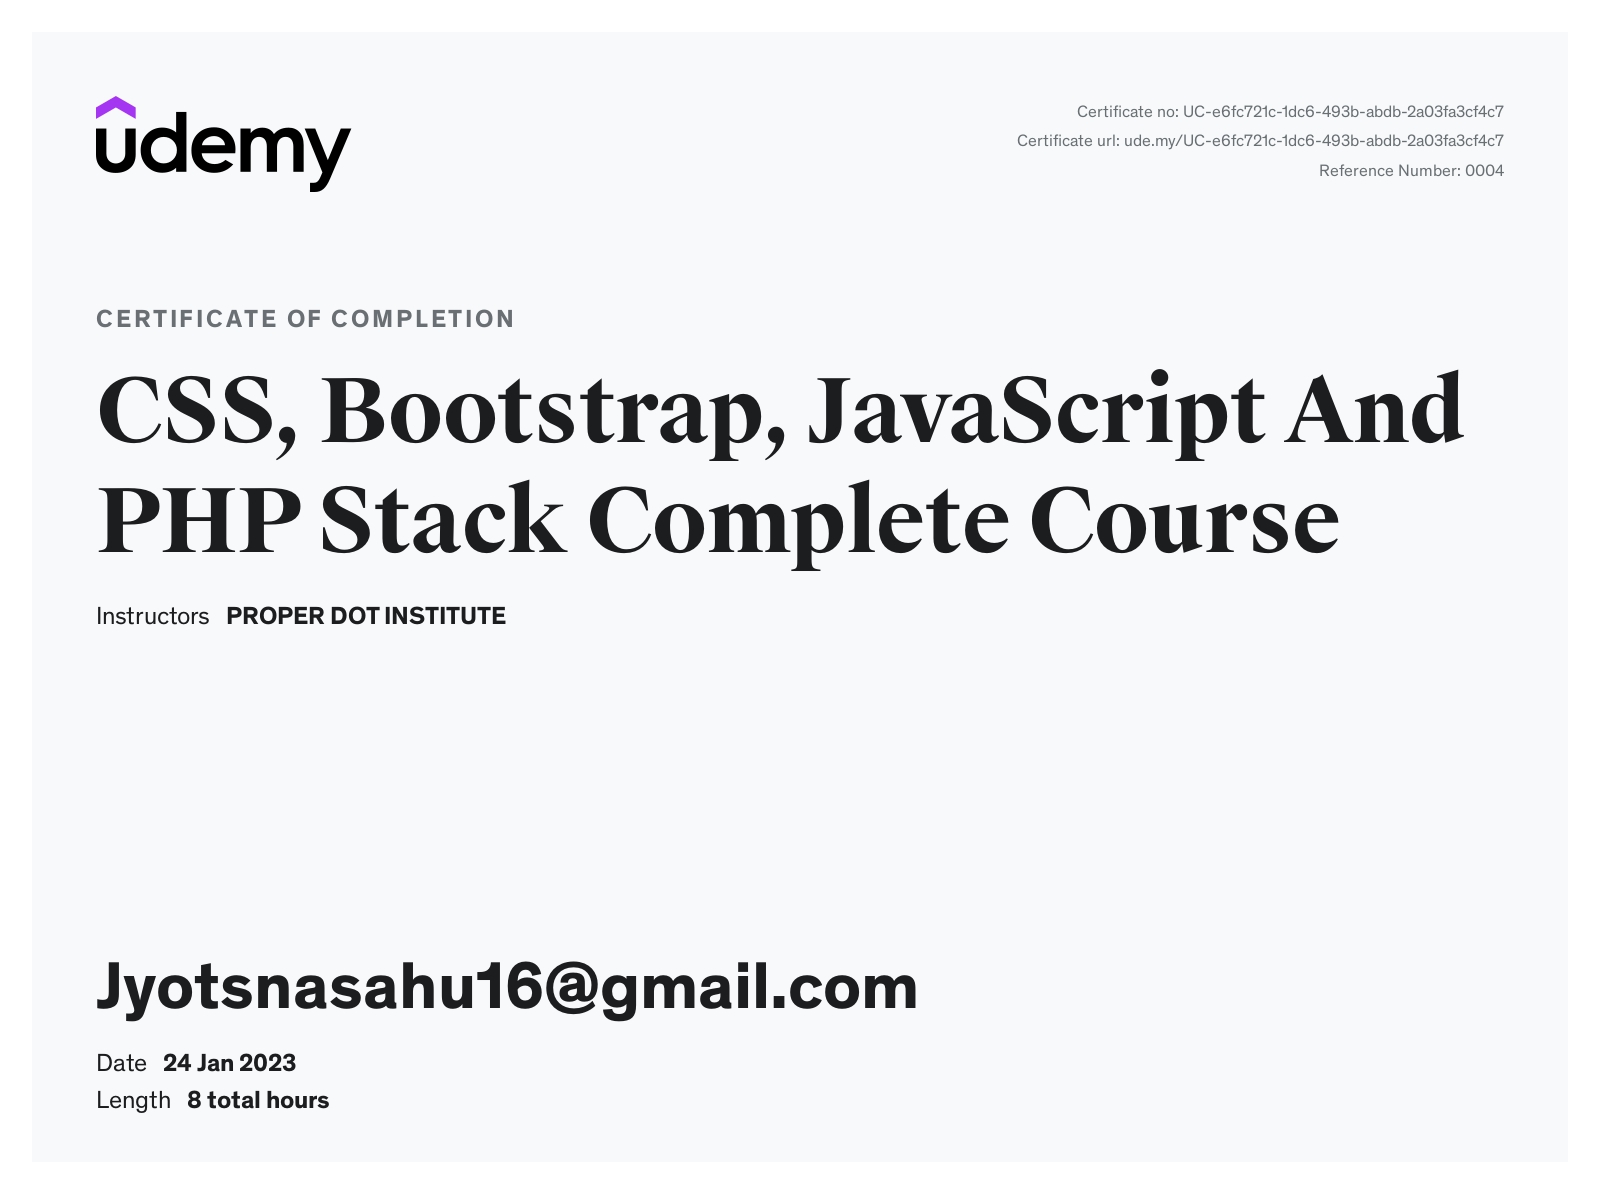 udemy
Certificate no: UC-e6fc721c-1dc6-493b-abdb-2a03fa3cf4c7
Certificate url: ude.my/UC-e6fc721c-1dc6-493b-abdb-2a03fa3cf4c7
Reference Number: 0004
CERTIFICATE OF COMPLETION
CSS, Bootstrap, JavaScript And
PHP Stack Complete Course
Instructors PROPER DOT INSTITUTE
Jyotsnasahu16@gmail.com
Date 24 Jan 2023
Length 8 total hours